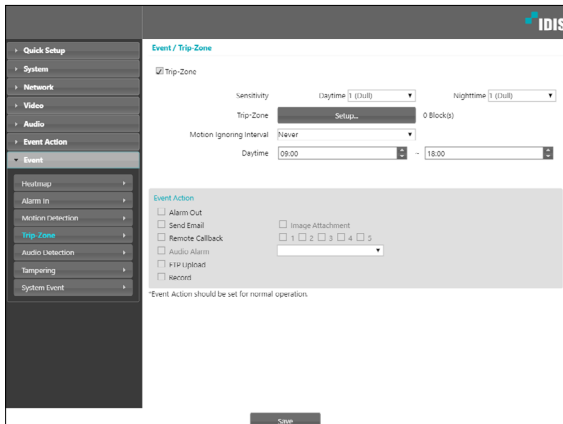 IDIS
Quick Setup
System
Network
Video
Audio
Event Action
Event
Heatmap
Alarm In
Motion Detection
Trip-Zone
Audio Detection
Tampering
System Event
Event / Trip-Zone
Trip-Zone
Sensitivity Daytime 1 (Dull) Nighttime 1 (Dull)
Trip-Zone Setup.. 0 Block(s)
Motion Ignoring Interval Never
Daytime 09:00 ~ 18:00
Event Action
Alarm Out
Send Email Image Attachment
Remote Callback 1 2 3 4 5
Audio Alarm
FTP Upload
Record
*Event Action should be set for normal operation.
Save